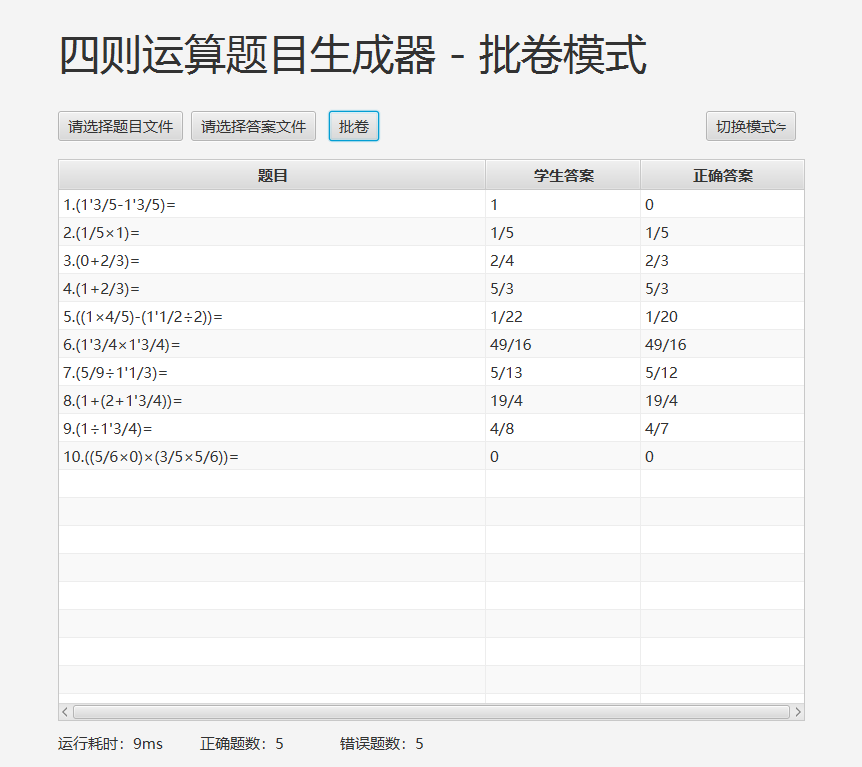 四则运算题目生成器 - 批卷模式
请选择题目文件 请选择答案文件 批卷 切换模式⇋
题目 学生答案 正确答案
1.(1'3/5-1'3/5)= 1 0
2.(1/5×1)= 1/5 1/5
3.(0+2/3)= 2/4 2/3
4.(1+2/3)= 5/3 5/3
5.((1×4/5)-(1'1/2÷2))= 1/22 1/20
6.(1'3/4×1'3/4)= 49/16 49/16
7.(5/9÷1'1/3)= 5/13 5/12
8.(1+(2+1'3/4))= 19/4 19/4
9.(1÷1'3/4)= 4/8 4/7
10.((5/6×0)×(3/5×5/6))= 0 0
运行耗时：9ms 正确题数：5 错误题数：5